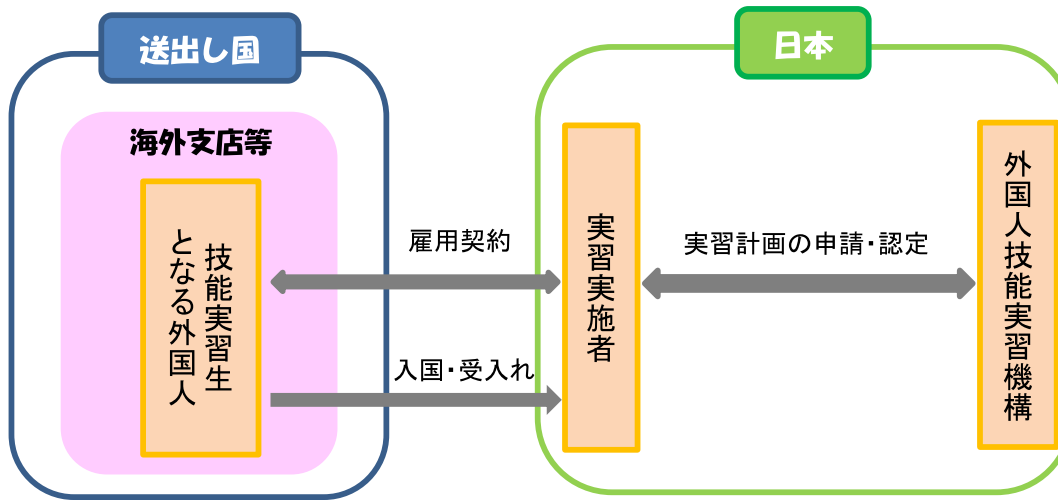 送出し国
日本
海外支店等
技能実習生
となる外国人
雇用契約
入国・受入れ
実習実施者
実習計画の申請・認定
外国人技能実習機構